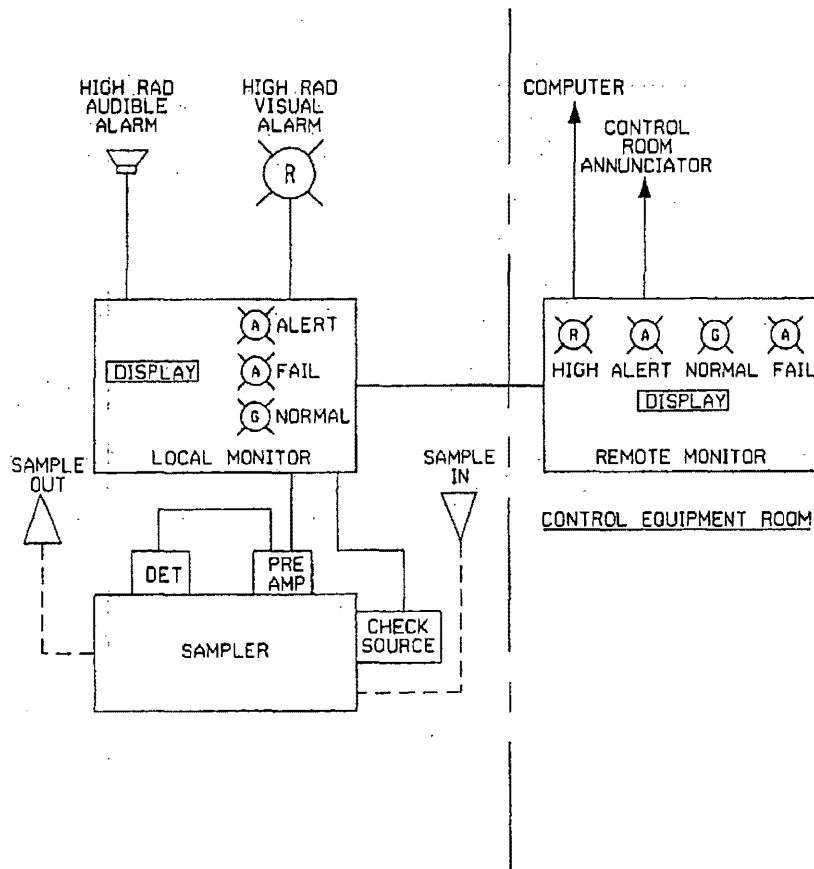 HIGH RAD
AUDIBLE
ALARM
HIGH RAD
VISUAL
ALARM
R
COMPUTER
CONTROL
ROOM
ANNUNCIATOR
A ALERT
DISPLAY
A FAIL
G NORMAL
LOCAL MONITOR
R A G A
HIGH ALERT NORMAL FAIL
DISPLAY
REMOTE MONITOR
CONTROL EQUIPMENT ROOM
SAMPLE
OUT
SAMPLE
IN
DET
PRE
AMP
SAMPLER
CHECK
SOURCE